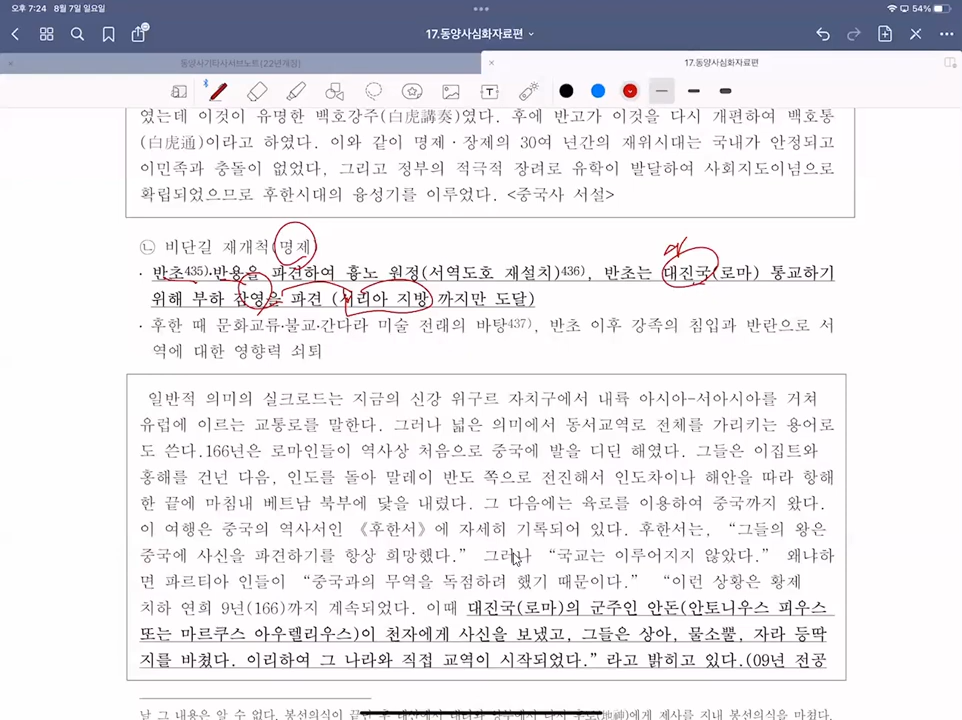 오후 7:24 8월 7일 일요일
54%
17.동양사심화자료편
동양사기타사서브노트(22년개정)
17.동양사심화자료편
였는데 이것이 유명한 백호강주(白虎講奏)였다. 후에 반고가 이것을 다시 개편하여 백호통
(白虎通)이라고 하였다. 이와 같이 명제·장제의 30여 년간의 재위시대는 국내가 안정되고
이민족과 충돌이 없었다. 그리고 정부의 적극적 장려로 유학이 발달하여 사회지도이념으로
확립되었으므로 후한시대의 융성기를 이루었다. <중국사 서설>
㉡ 비단길 재개척(명제)
· 반초435)·반용을 파견하여 흉노 원정(서역도호 재설치)436), 반초는 대진국(로마) 통교하기
위해 부하 감영을 파견 (시리아 지방 까지만 도달)
· 후한 때 문화교류·불교·간다라 미술 전래의 바탕437), 반초 이후 강족의 침입과 반란으로 서
역에 대한 영향력 쇠퇴
일반적 의미의 실크로드는 지금의 신강 위구르 자치구에서 내륙 아시아-서아시아를 거쳐
유럽에 이르는 교통로를 말한다. 그러나 넓은 의미에서 동서교역로 전체를 가리키는 용어로
도 쓴다.166년은 로마인들이 역사상 처음으로 중국에 발을 디딘 해였다. 그들은 이집트와
홍해를 건넌 다음, 인도를 돌아 말레이 반도 쪽으로 전진해서 인도차이나 해안을 따라 항해
한 끝에 마침내 베트남 북부에 닻을 내렸다. 그 다음에는 육로를 이용하여 중국까지 왔다.
이 여행은 중국의 역사서인 《후한서》에 자세히 기록되어 있다. 후한서는, “그들의 왕은
중국에 사신을 파견하기를 항상 희망했다.” 그러나 “국교는 이루어지지 않았다.” 왜냐하
면 파르티아 인들이 “중국과의 무역을 독점하려 했기 때문이다.” “이런 상황은 황제
치하 연희 9년(166)까지 계속되었다. 이때 대진국(로마)의 군주인 안돈(안토니우스 피우스
또는 마르쿠스 아우렐리우스)이 천자에게 사신을 보냈고, 그들은 상아, 물소뿔, 자라 등딱
지를 바쳤다. 이리하여 그 나라와 직접 교역이 시작되었다.” 라고 밝히고 있다.(09년 전공
날 그 내용은 알 수 없다. 봉선의식이 끝난 후
에게 제사를 지내 봉선의식을 마쳤다.